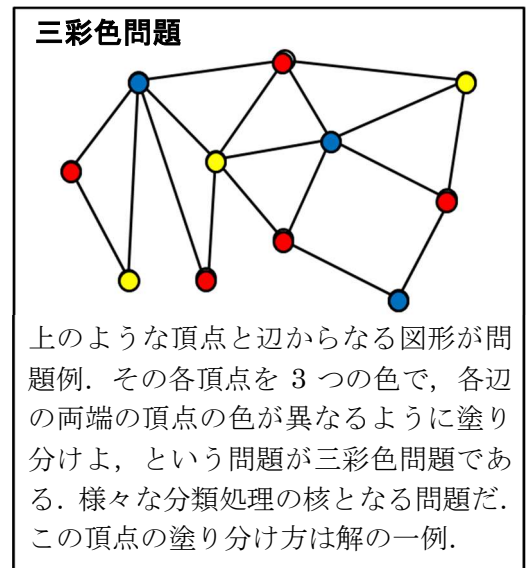 三彩色問題
上のような頂点と辺からなる図形が問
題例．その各頂点を 3 つの色で，各辺
の両端の頂点の色が異なるように塗り
分けよ，という問題が三彩色問題であ
る．様々な分類処理の核となる問題だ．
この頂点の塗り分け方は解の一例．